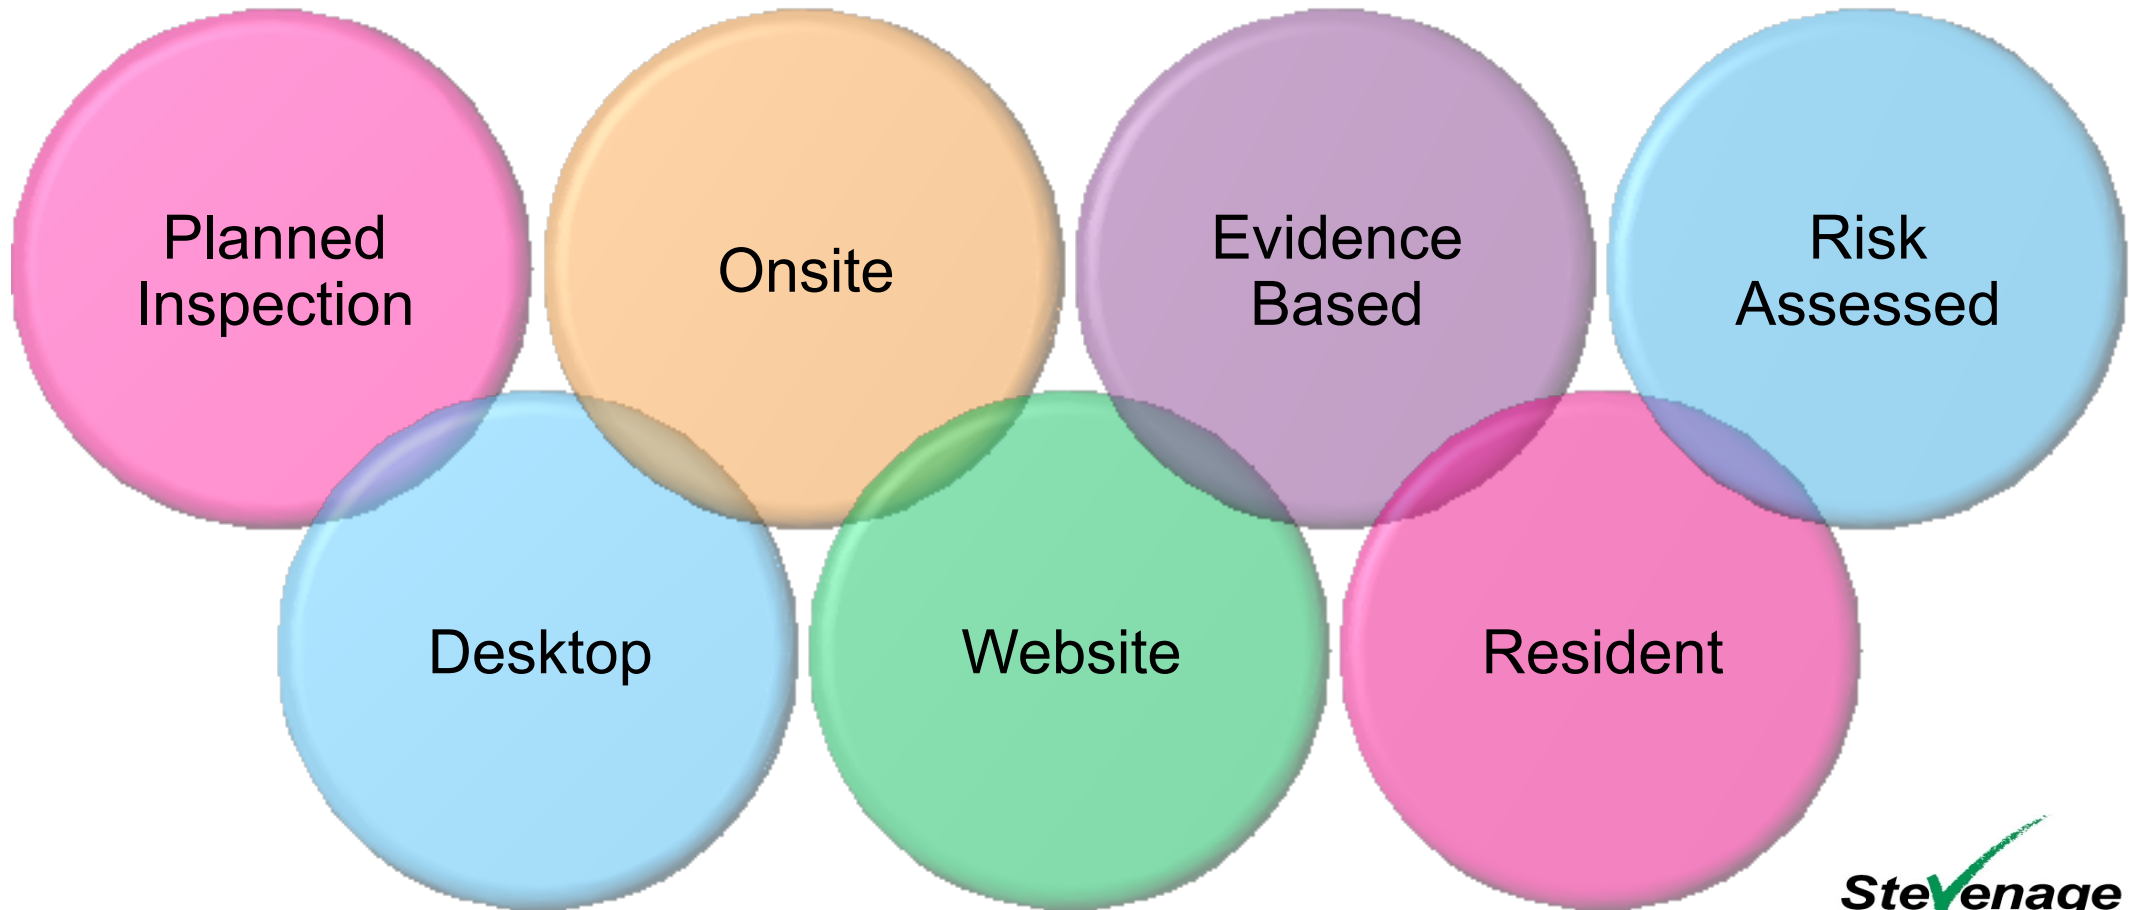 Planned
Inspection
Onsite
Evidence
Based
Risk
Assessed
Desktop
Website
Resident
Stevenage